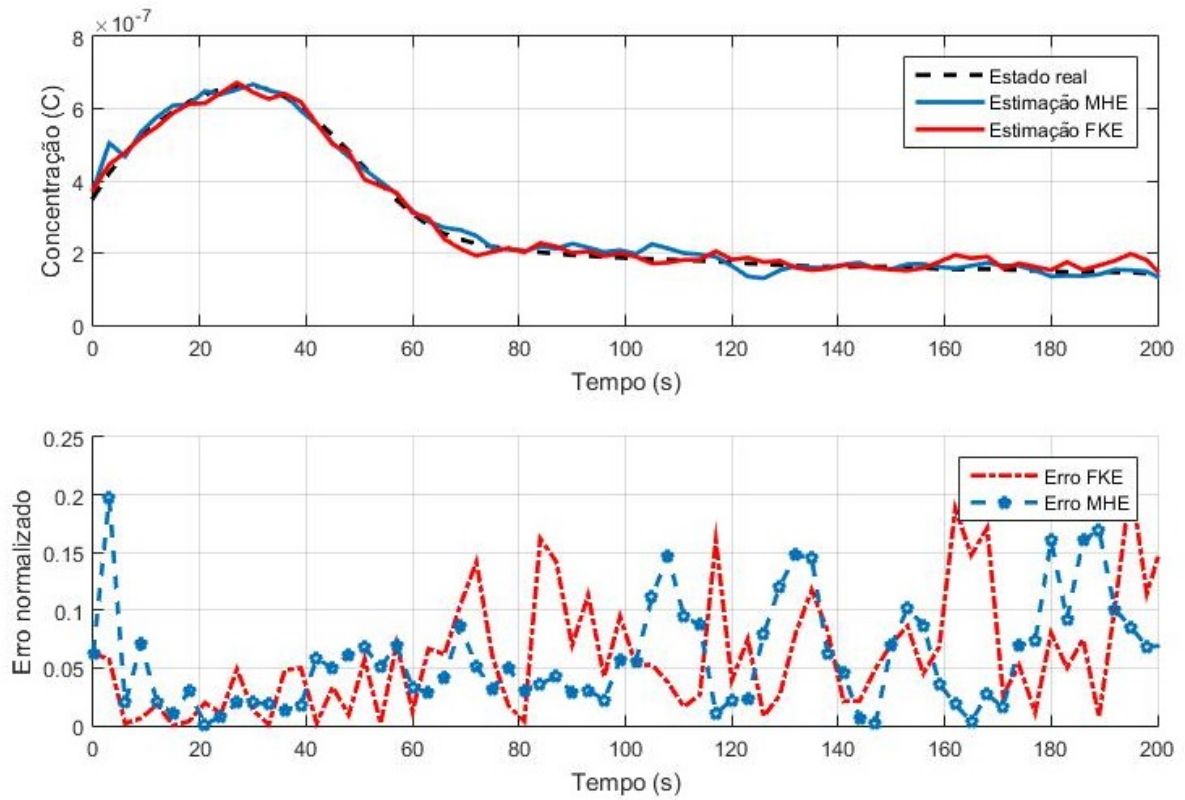 ×10⁻⁷
8
6
4
2
0
Concentração (C)
Estado real
Estimação MHE
Estimação FKE
0 20 40 60 80 100 120 140 160 180 200
Tempo (s)
0.25
0.2
0.15
0.1
0.05
0
Erro normalizado
Erro FKE
Erro MHE
0 20 40 60 80 100 120 140 160 180 200
Tempo (s)